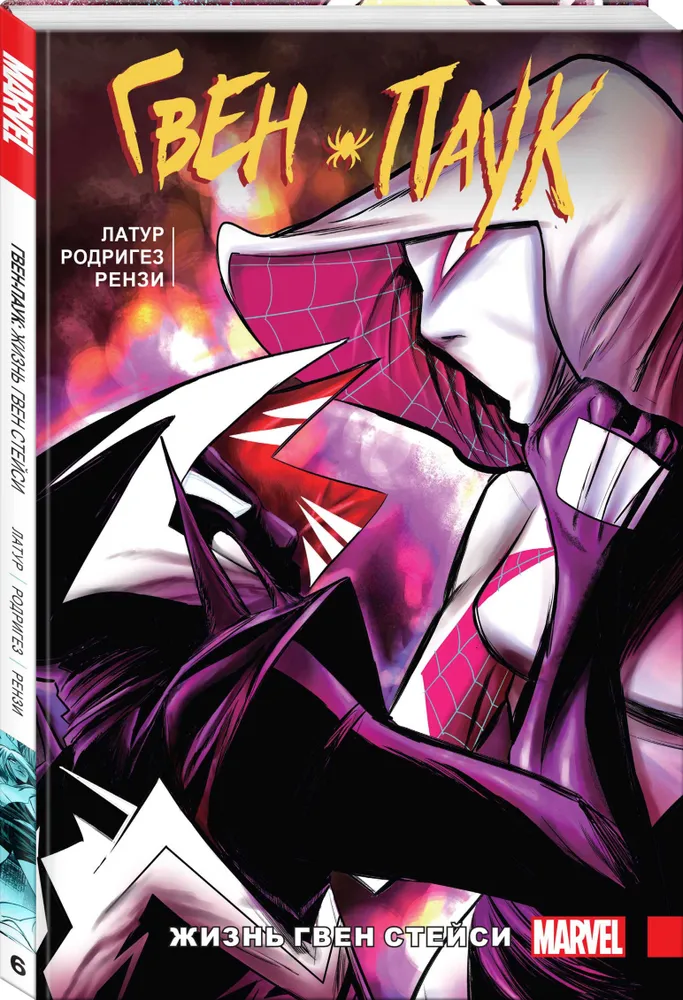 ГВЕН ПАУК
ЛАТУР
РОДРИГЕЗ
РЕНЗИ
ЖИЗНЬ ГВЕН СТЕЙСИ
MARVEL
MARVEL
ГВЕН-ПАУК: ЖИЗНЬ ГВЕН СТЕЙСИ
ЛАТУР / РОДРИГЕЗ / РЕНЗИ
6